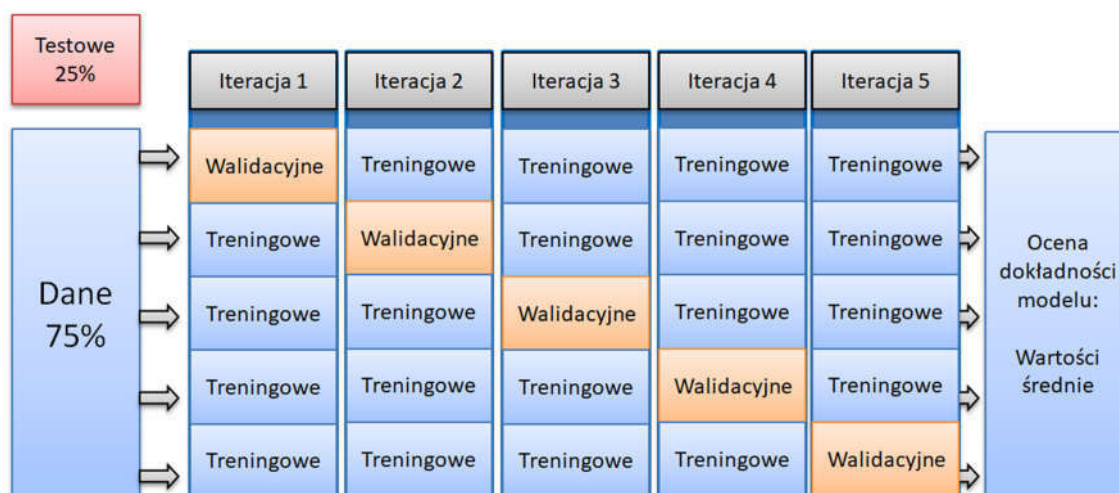 Testowe
25%
Iteracja 1
Iteracja 2
Iteracja 3
Iteracja 4
Iteracja 5
Dane
75%
Walidacyjne
Treningowe
Treningowe
Treningowe
Treningowe
Treningowe
Walidacyjne
Treningowe
Treningowe
Treningowe
Treningowe
Treningowe
Walidacyjne
Treningowe
Treningowe
Treningowe
Treningowe
Treningowe
Walidacyjne
Treningowe
Treningowe
Treningowe
Treningowe
Treningowe
Walidacyjne
Ocena
dokładności
modelu:
Wartości
średnie